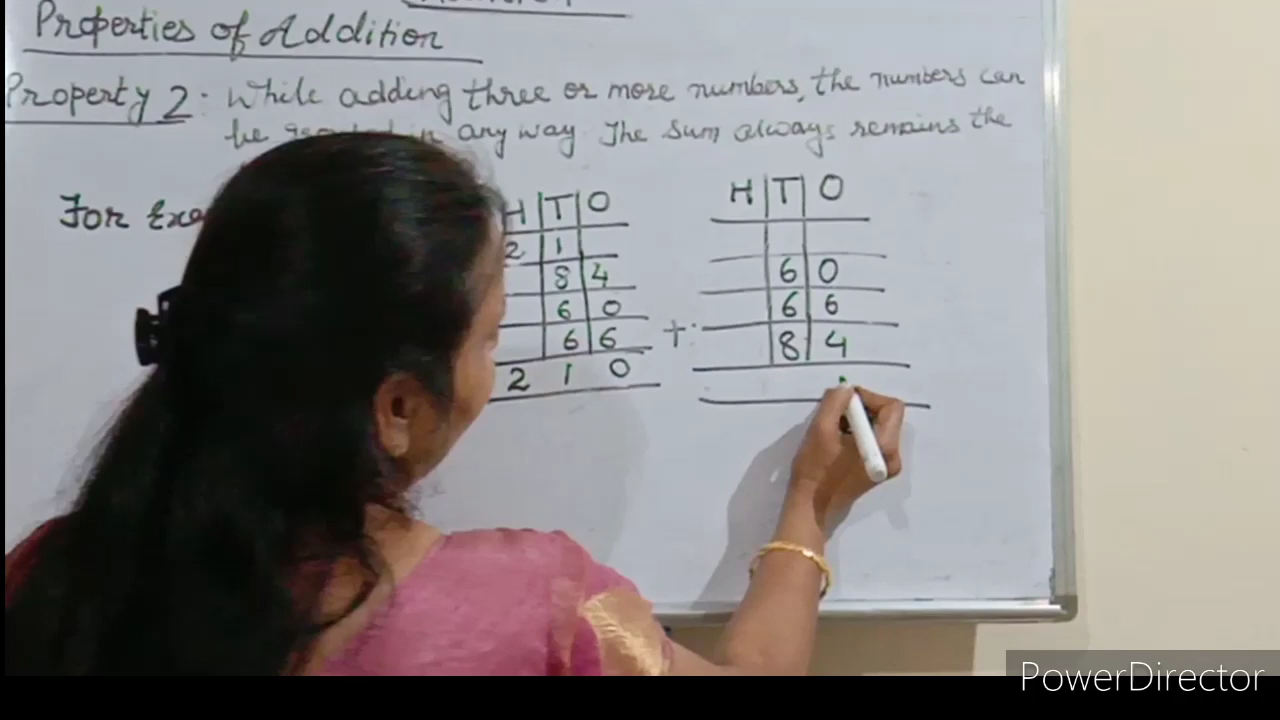 Properties of Addition
Property 2: While adding three or more numbers, the numbers can
be in any way. The sum always remains the
For
H T O
2 1
8 4
6 0
6 6
2 1 0
H T O
6 0
6 6
+ 8 4
PowerDirector